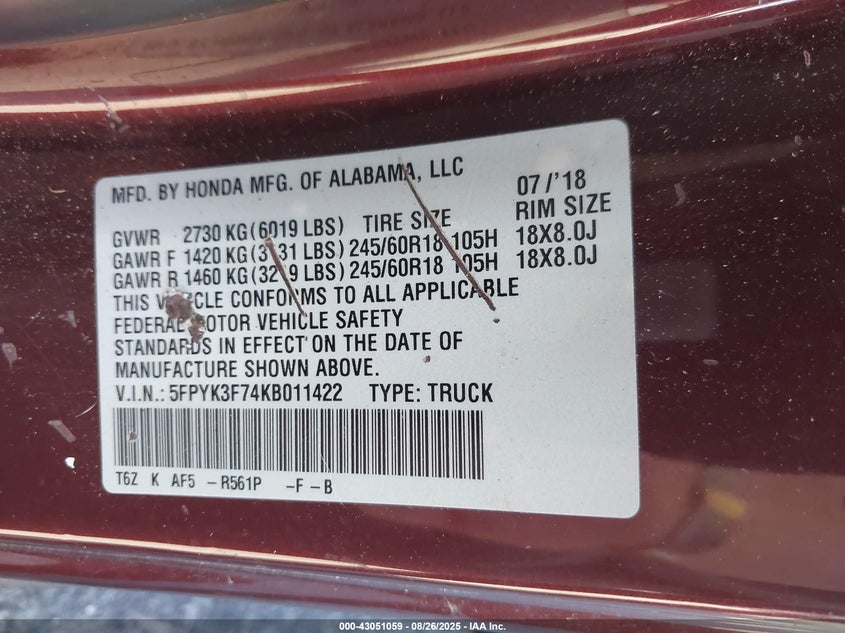 MFD. BY HONDA MFG. OF ALABAMA, LLC 07/'18
GVWR 2730 KG (6019 LBS) TIRE SIZE RIM SIZE
GAWR F 1420 KG (3131 LBS) 245/60R18 105H 18X8.0J
GAWR R 1460 KG (3219 LBS) 245/60R18 105H 18X8.0J
THIS VEHICLE CONFORMS TO ALL APPLICABLE
FEDERAL MOTOR VEHICLE SAFETY
STANDARDS IN EFFECT ON THE DATE OF
MANUFACTURE SHOWN ABOVE.
V.I.N.: 5FPYK3F74KB011422 TYPE: TRUCK
T6Z K AF5 – R561P – F – B
000-43051059 - 08/26/2025 - IAA Inc.